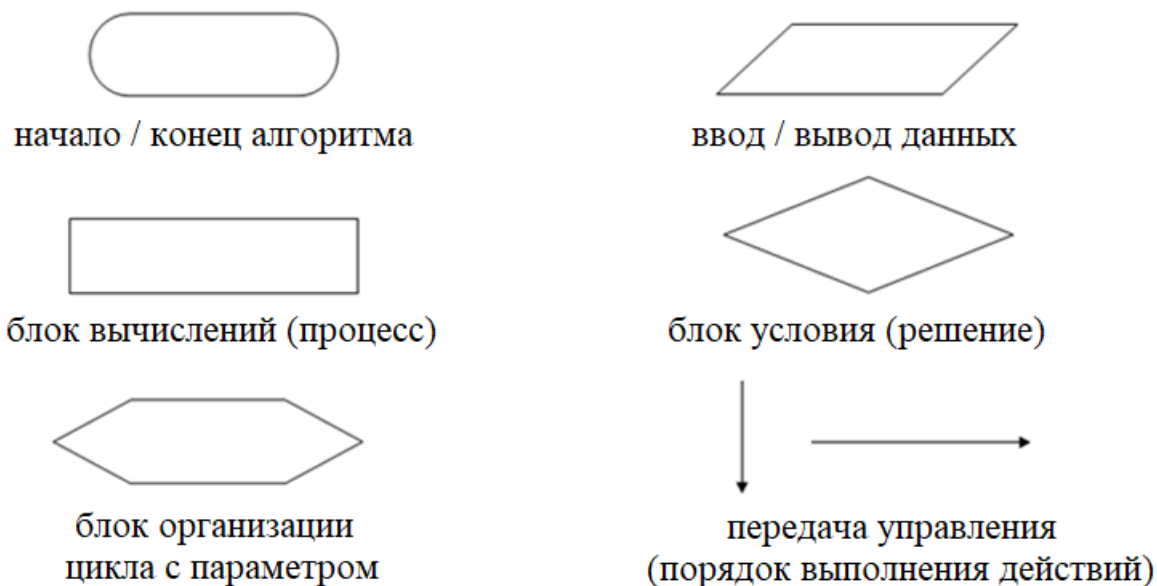 начало / конец алгоритма
ввод / вывод данных
блок вычислений (процесс)
блок условия (решение)
блок организации
цикла с параметром
передача управления
(порядок выполнения действий)